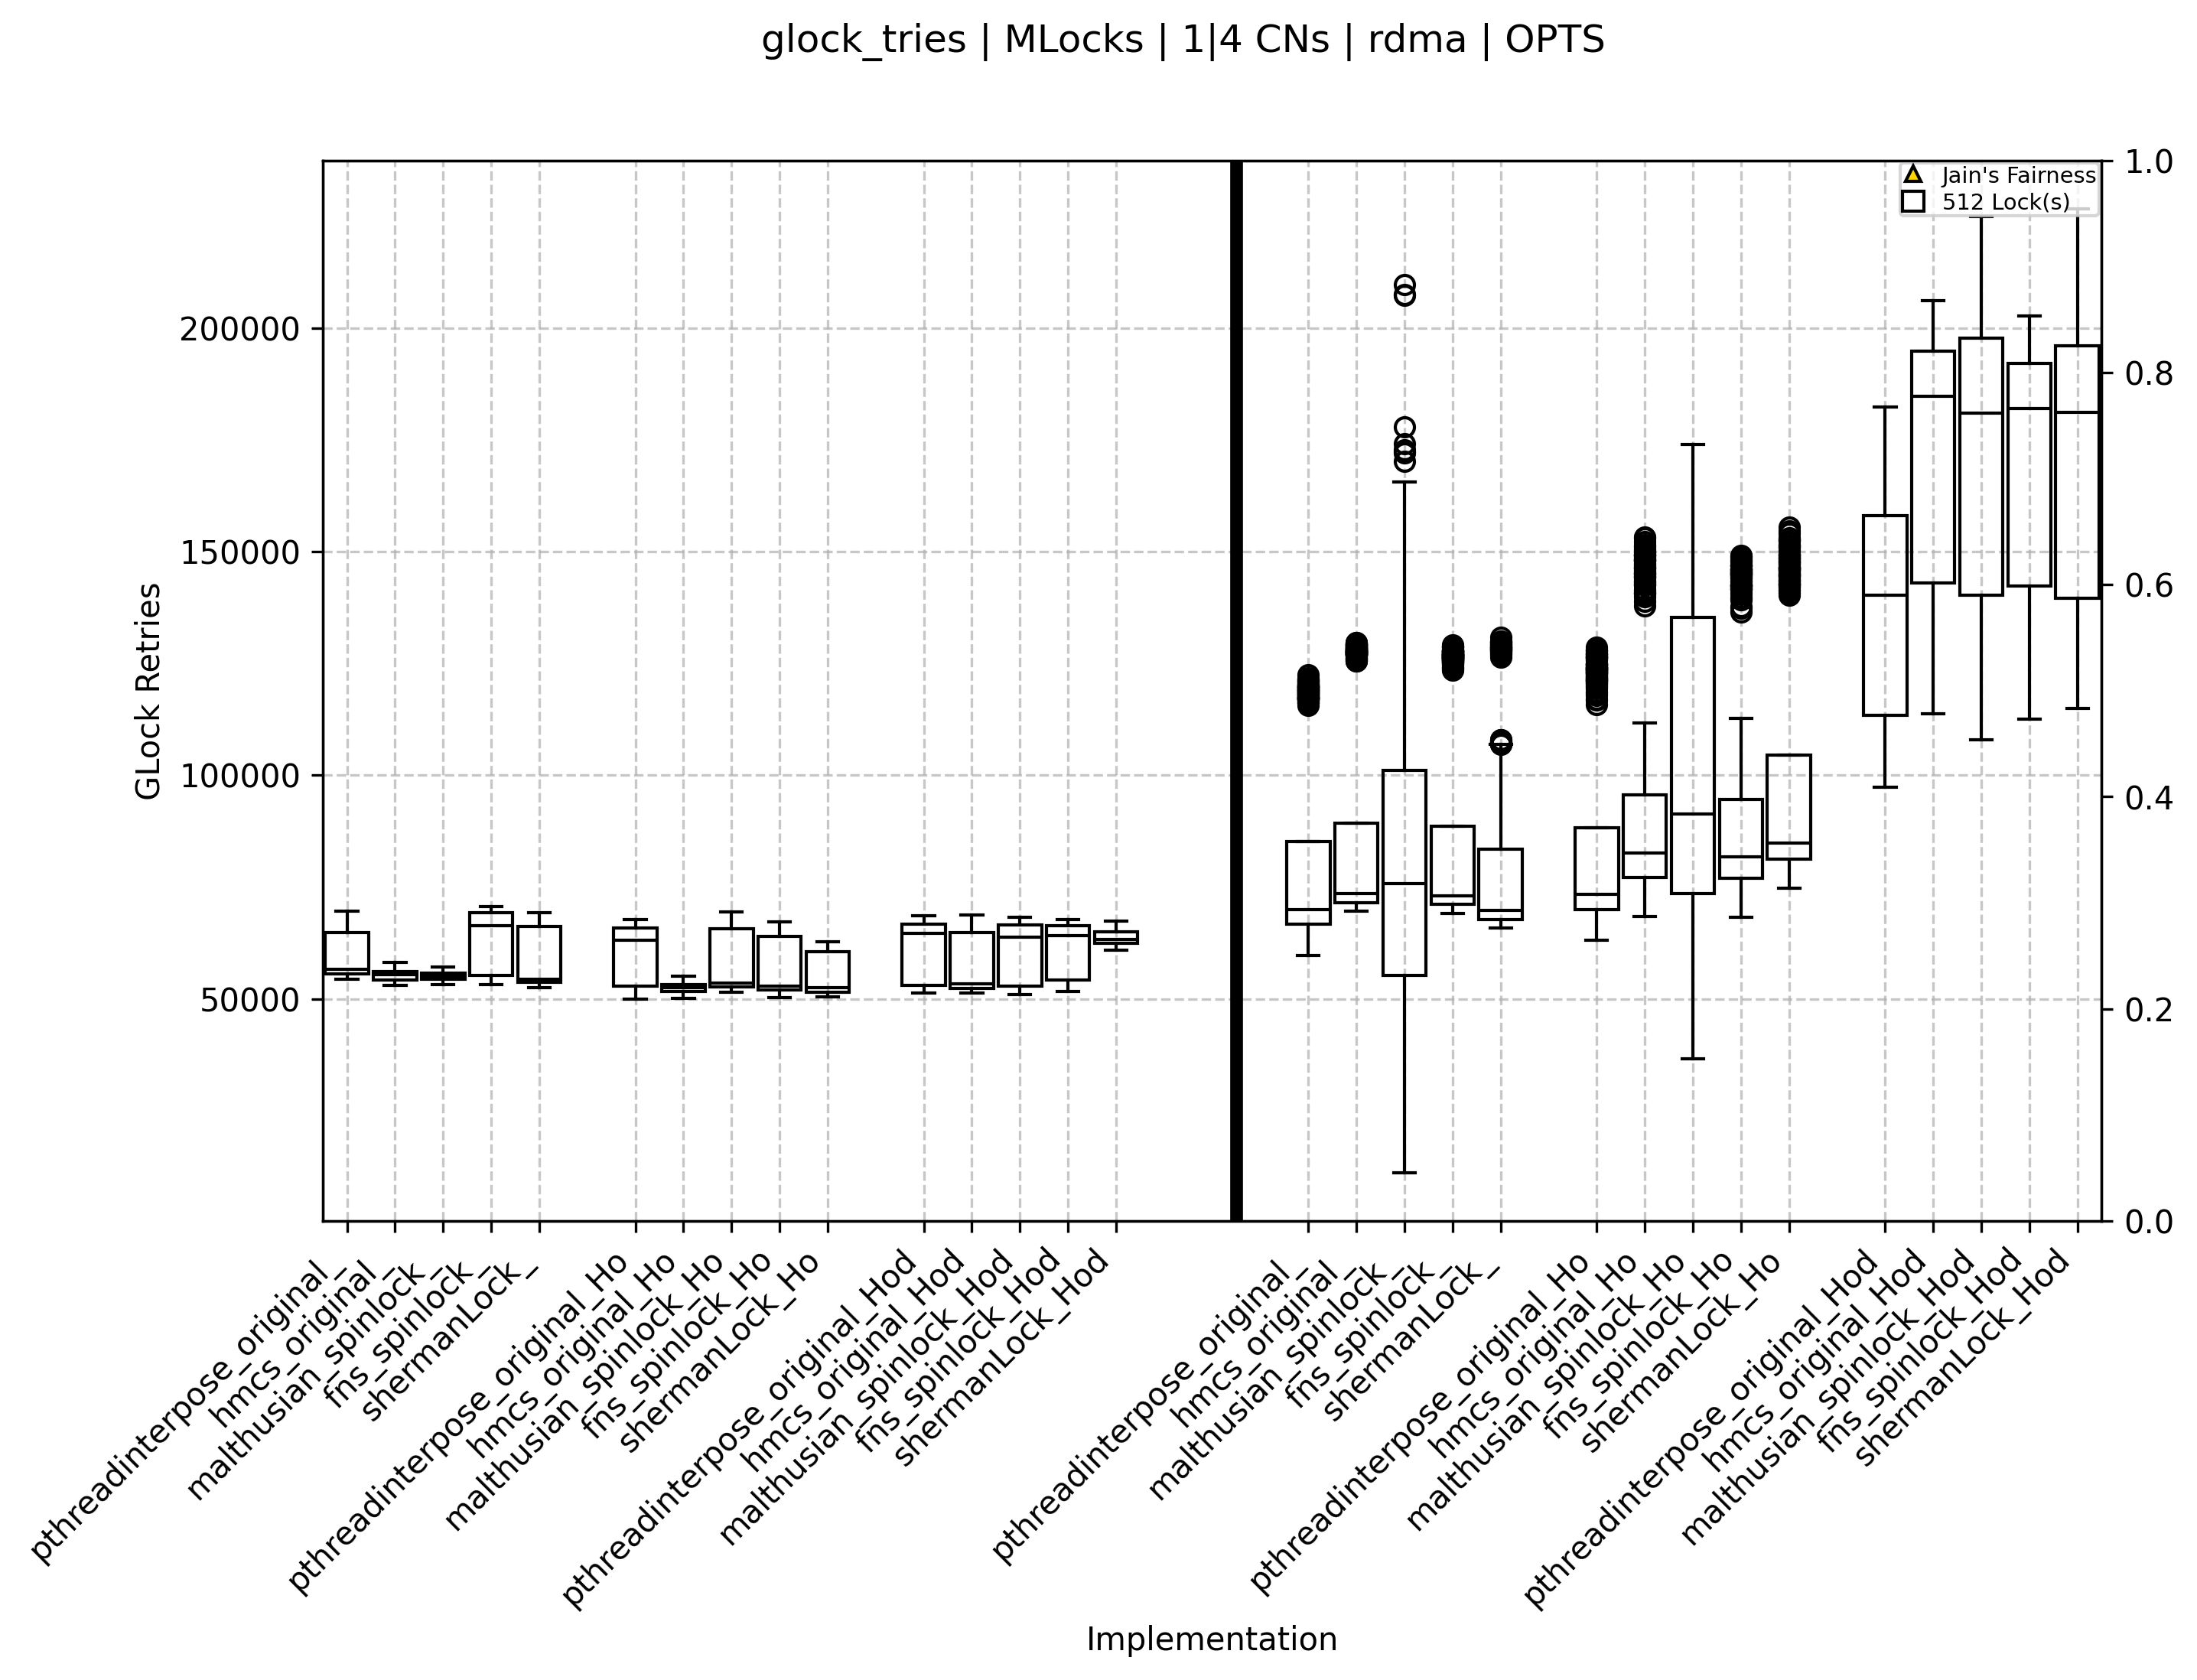 glock_tries | MLocks | 1|4 CNs | rdma | OPTS
Jain's Fairness
512 Lock(s)
GLock Retries
200000
150000
100000
50000
1.0
0.8
0.6
0.4
0.2
0.0
pthreadinterpose_original_
hmcs_original_
malthusian_spinlock_
fns_spinlock_
shermanLock_
pthreadinterpose_original_Ho
hmcs_original_Ho
malthusian_spinlock_Ho
fns_spinlock_Ho
shermanLock_Ho
pthreadinterpose_original_Hod
hmcs_original_Hod
malthusian_spinlock_Hod
fns_spinlock_Hod
shermanLock_Hod
pthreadinterpose_original_
hmcs_original_
malthusian_spinlock_
fns_spinlock_
shermanLock_
pthreadinterpose_original_Ho
hmcs_original_Ho
malthusian_spinlock_Ho
fns_spinlock_Ho
shermanLock_Ho
pthreadinterpose_original_Hod
hmcs_original_Hod
malthusian_spinlock_Hod
fns_spinlock_Hod
shermanLock_Hod
Implementation